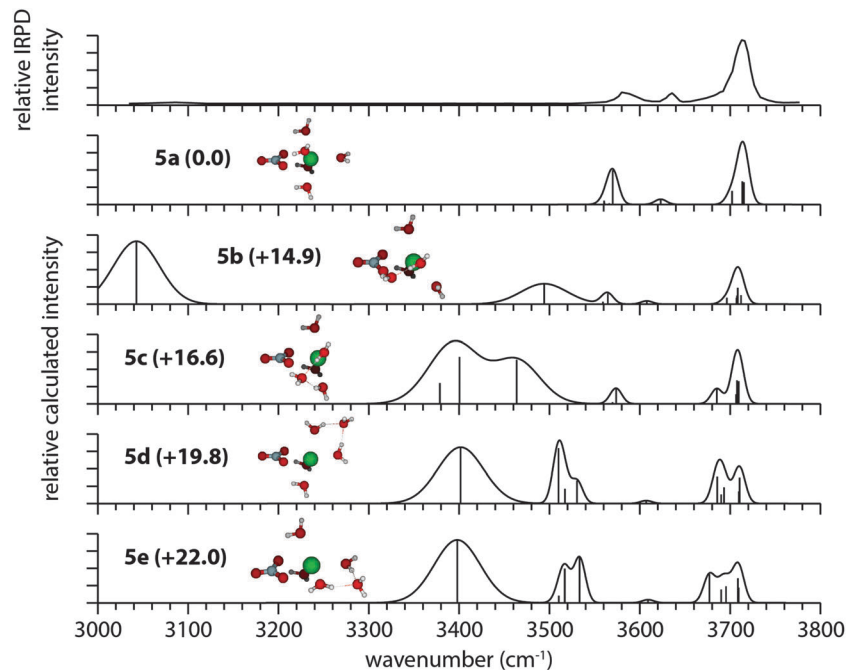 relative IRPD
intensity
relative calculated intensity
5a (0.0)
5b (+14.9)
5c (+16.6)
5d (+19.8)
5e (+22.0)
3000 3100 3200 3300 3400 3500 3600 3700 3800
wavenumber (cm⁻¹)